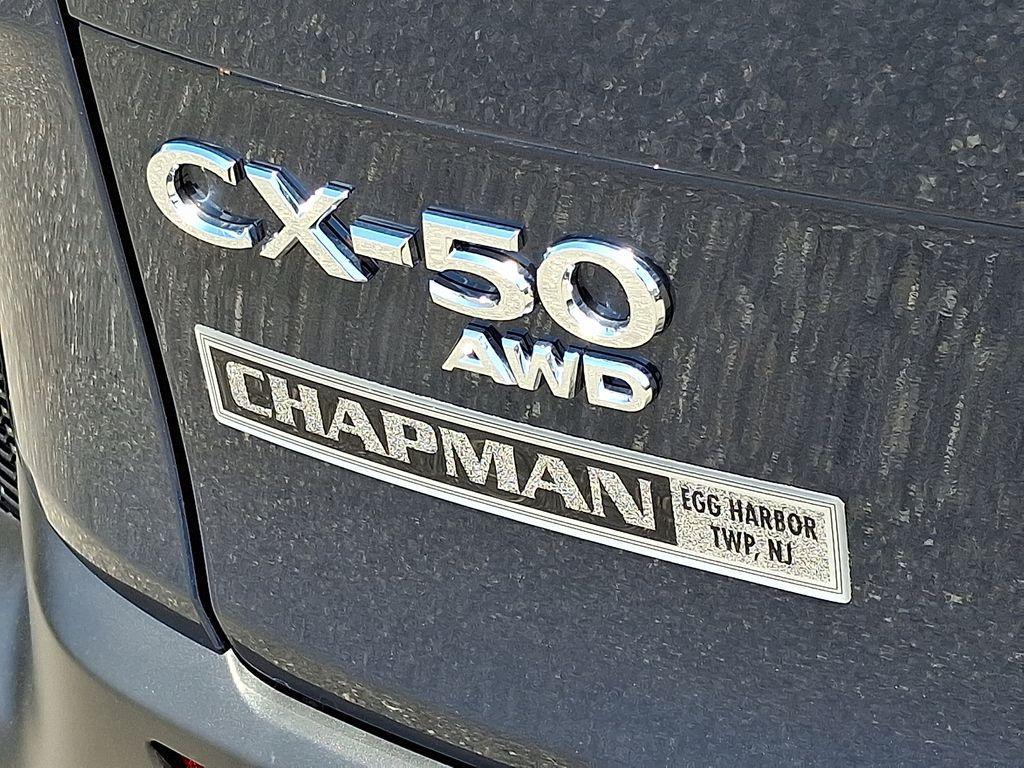 CX-50
AWD
CHAPMAN
EGG HARBOR
TWP, NJ